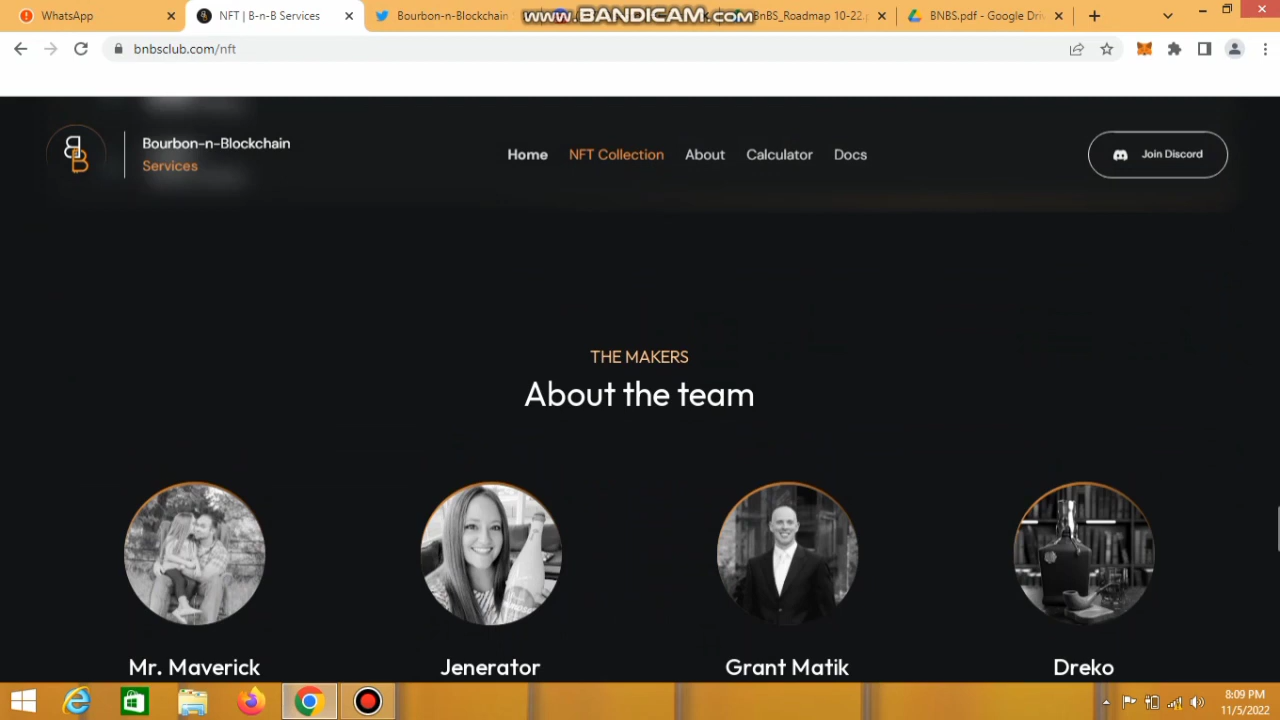 WhatsApp
NFT | B-n-B Services
Bourbon-n-Blockchain
www.BANDICAM.com
BnBS_Roadmap 10-22.p
BNBS.pdf - Google Dri
bnbsclub.com/nft
Bourbon-n-Blockchain
Services
Home
NFT Collection
About
Calculator
Docs
Join Discord
THE MAKERS
About the team
Mr. Maverick
Jenerator
Grant Matik
Dreko
8:09 PM
11/5/2022